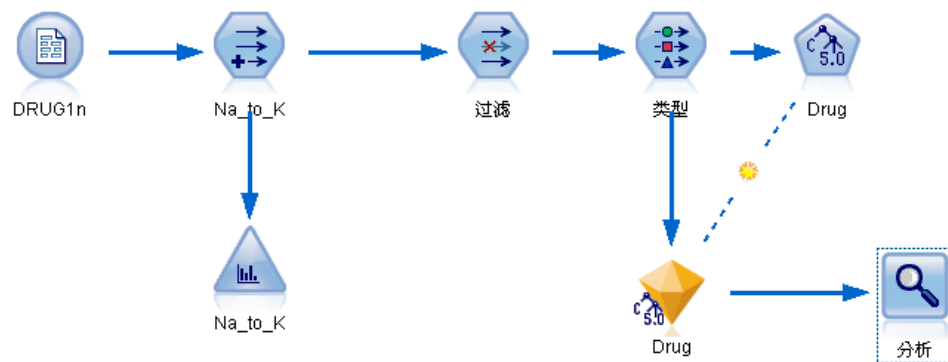 DRUG1n
Na_to_K
过滤
类型
C 5.0
Drug
Na_to_K
C 5.0
Drug
分析